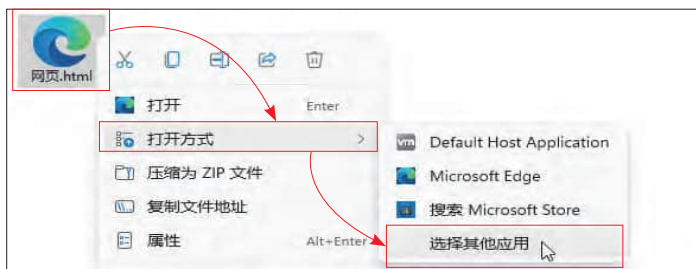 网页.html
打开 Enter
打开方式
压缩为 ZIP 文件
复制文件地址
属性 Alt+Enter
vm Default Host Application
Microsoft Edge
搜索 Microsoft Store
选择其他应用